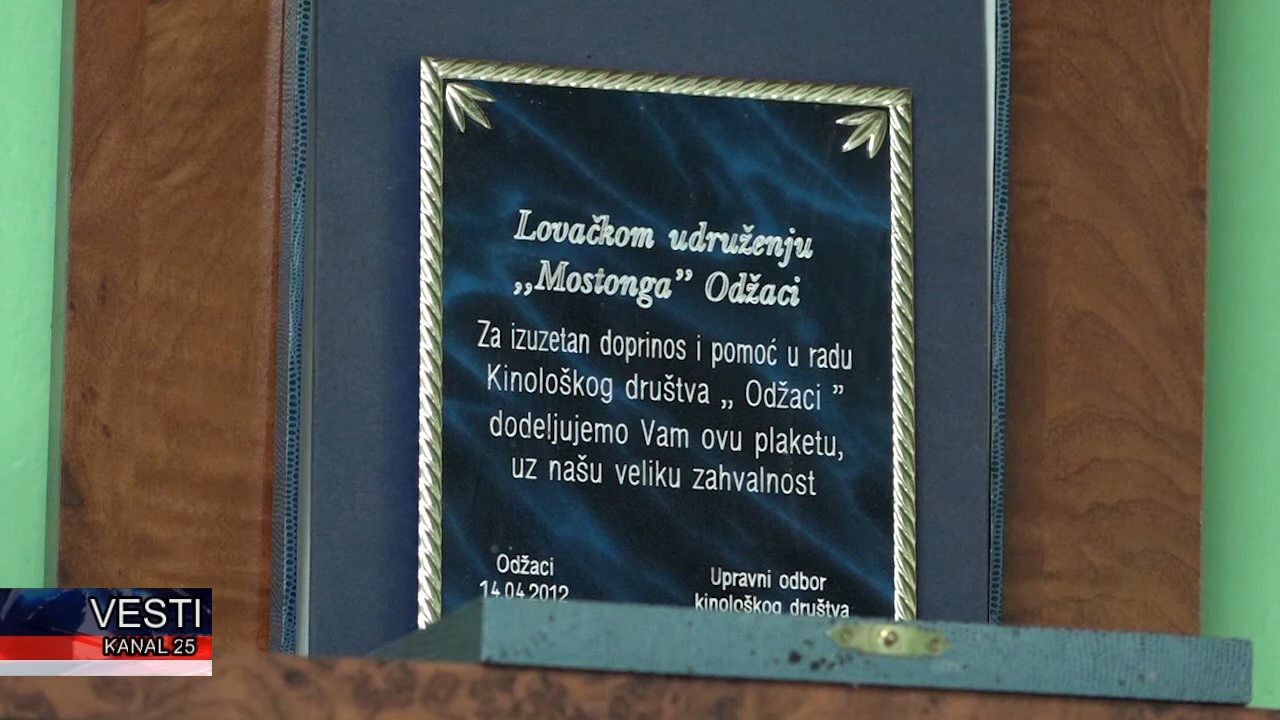 Lovačkom udruženju
,,Mostonga” Odžaci
Za izuzetan doprinos i pomoć u radu
Kinološkog društva ,, Odžaci ”
dodeljujemo Vam ovu plaketu,
uz našu veliku zahvalnost
Odžaci
14.04.2012
Upravni odbor
kinološkog društva
VESTI
KANAL 25